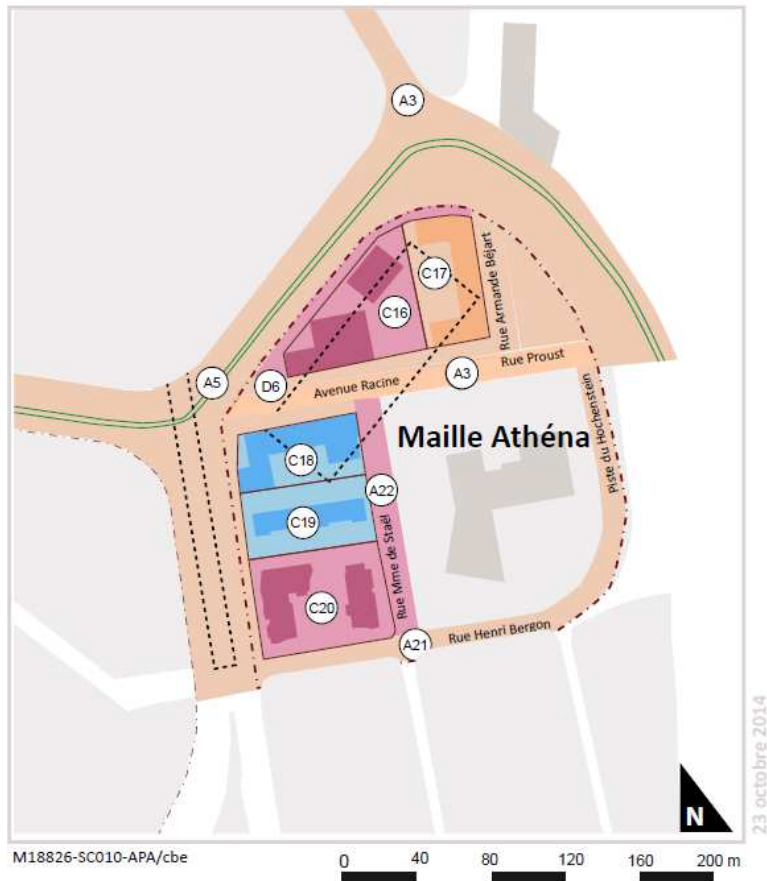 A3
C17
Rue Armande Béjart
C16
Rue Proust
A5
D6
Avenue Racine
A3
Maille Athéna
Piste du Hochenstein
C18
A22
C19
Rue Mme de Staël
C20
A21
Rue Henri Bergon
23 octobre 2014
N
M18826-SC010-APA/cbe
0 40 80 120 160 200 m